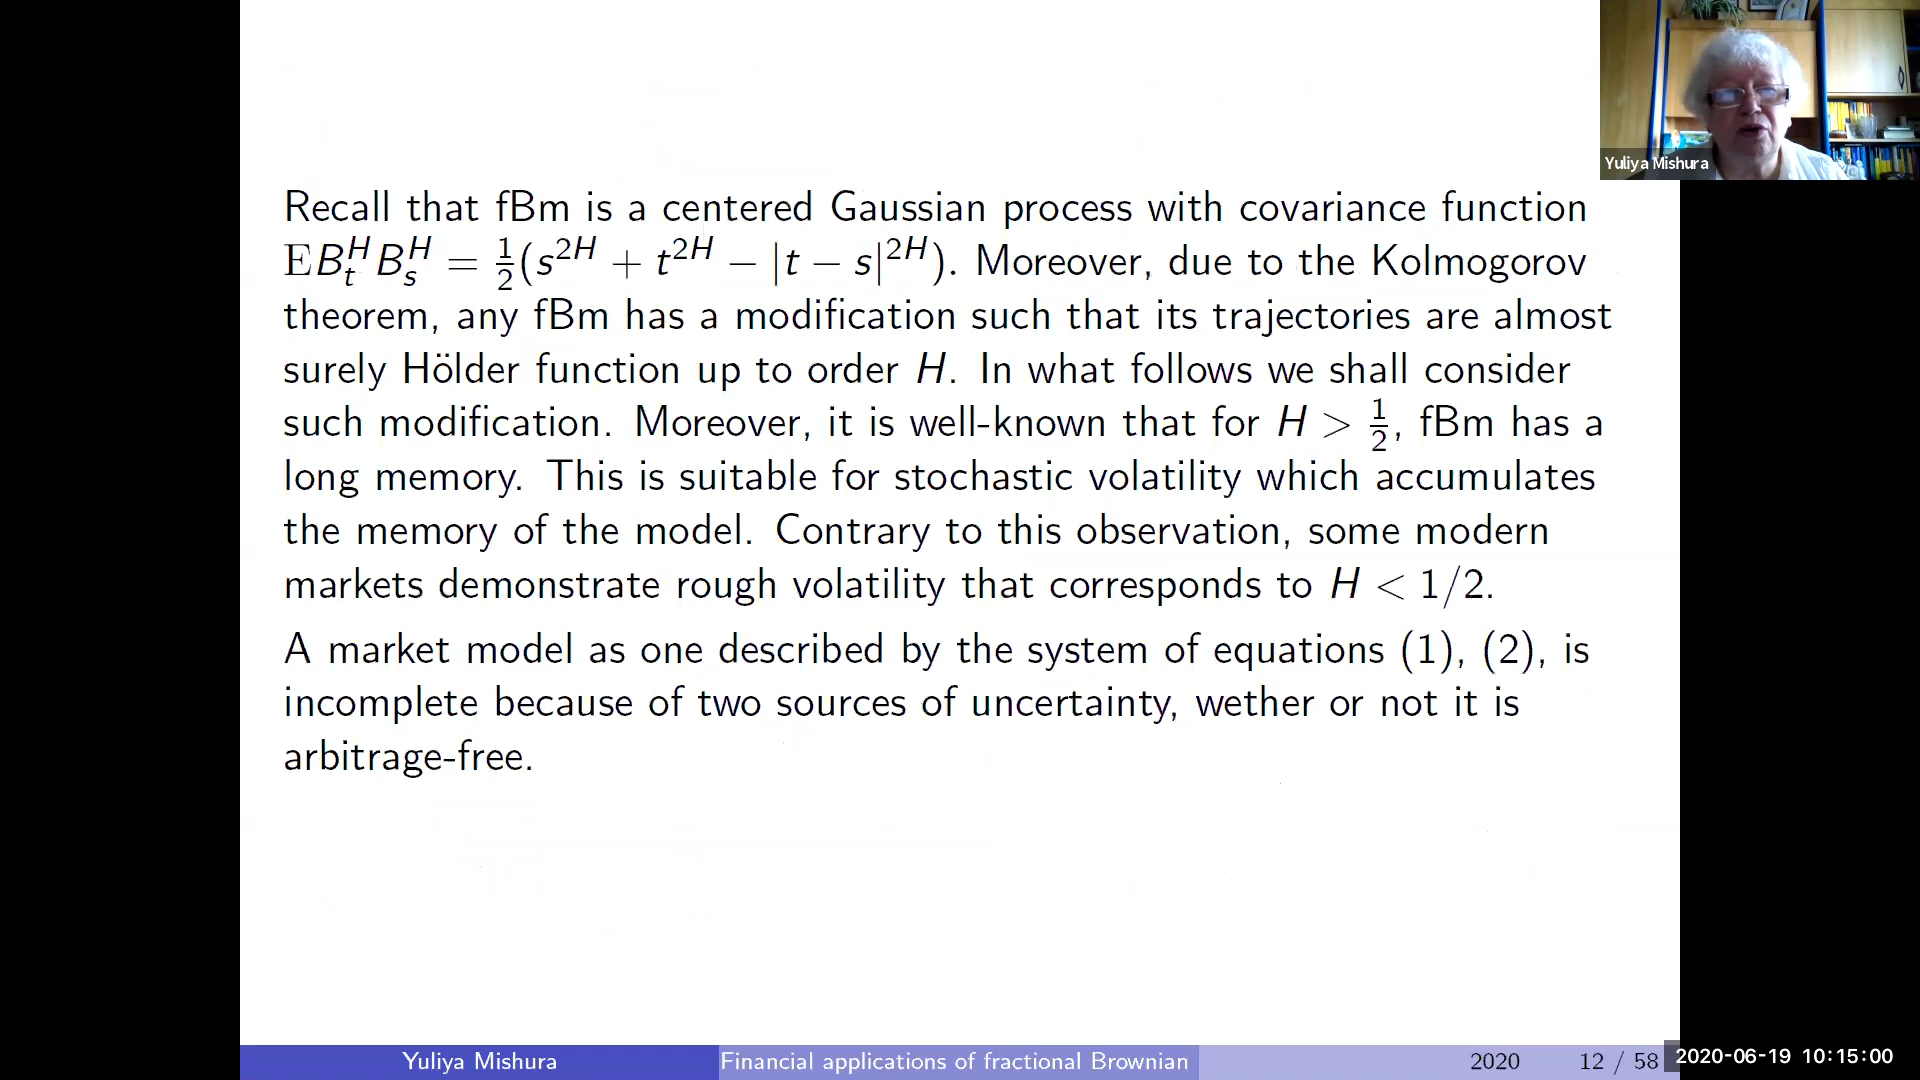 Recall that fBm is a centered Gaussian process with covariance function
E B_t^H B_s^H = \frac{1}{2}(s^{2H} + t^{2H} − |t − s|^{2H}). Moreover, due to the Kolmogorov
theorem, any fBm has a modification such that its trajectories are almost
surely Hölder function up to order H. In what follows we shall consider
such modification. Moreover, it is well-known that for H > \frac{1}{2}, fBm has a
long memory. This is suitable for stochastic volatility which accumulates
the memory of the model. Contrary to this observation, some modern
markets demonstrate rough volatility that corresponds to H < 1/2.
A market model as one described by the system of equations (1), (2), is
incomplete because of two sources of uncertainty, wether or not it is
arbitrage-free.
Yuliya Mishura
Yuliya Mishura Financial applications of fractional Brownian 2020 12 / 58
2020-06-19 10:15:00